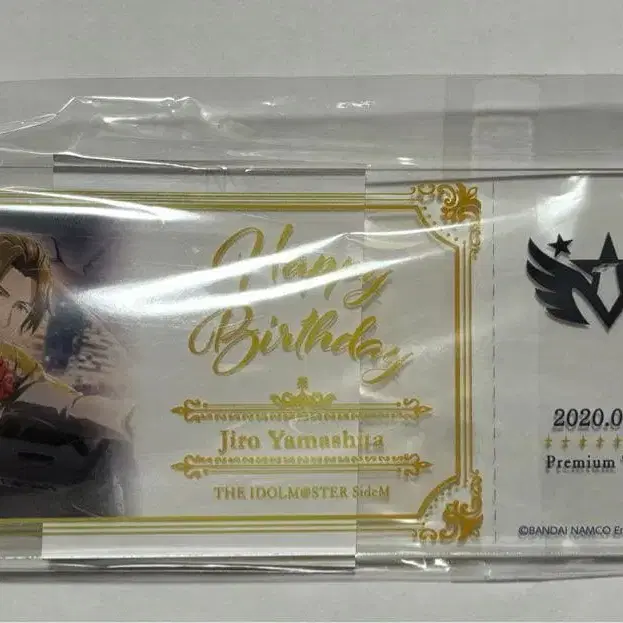 Happy
Birthday
Jiro Yamashita
THE IDOLM@STER SideM
2020.0
Premium
©BANDAI NAMCO En